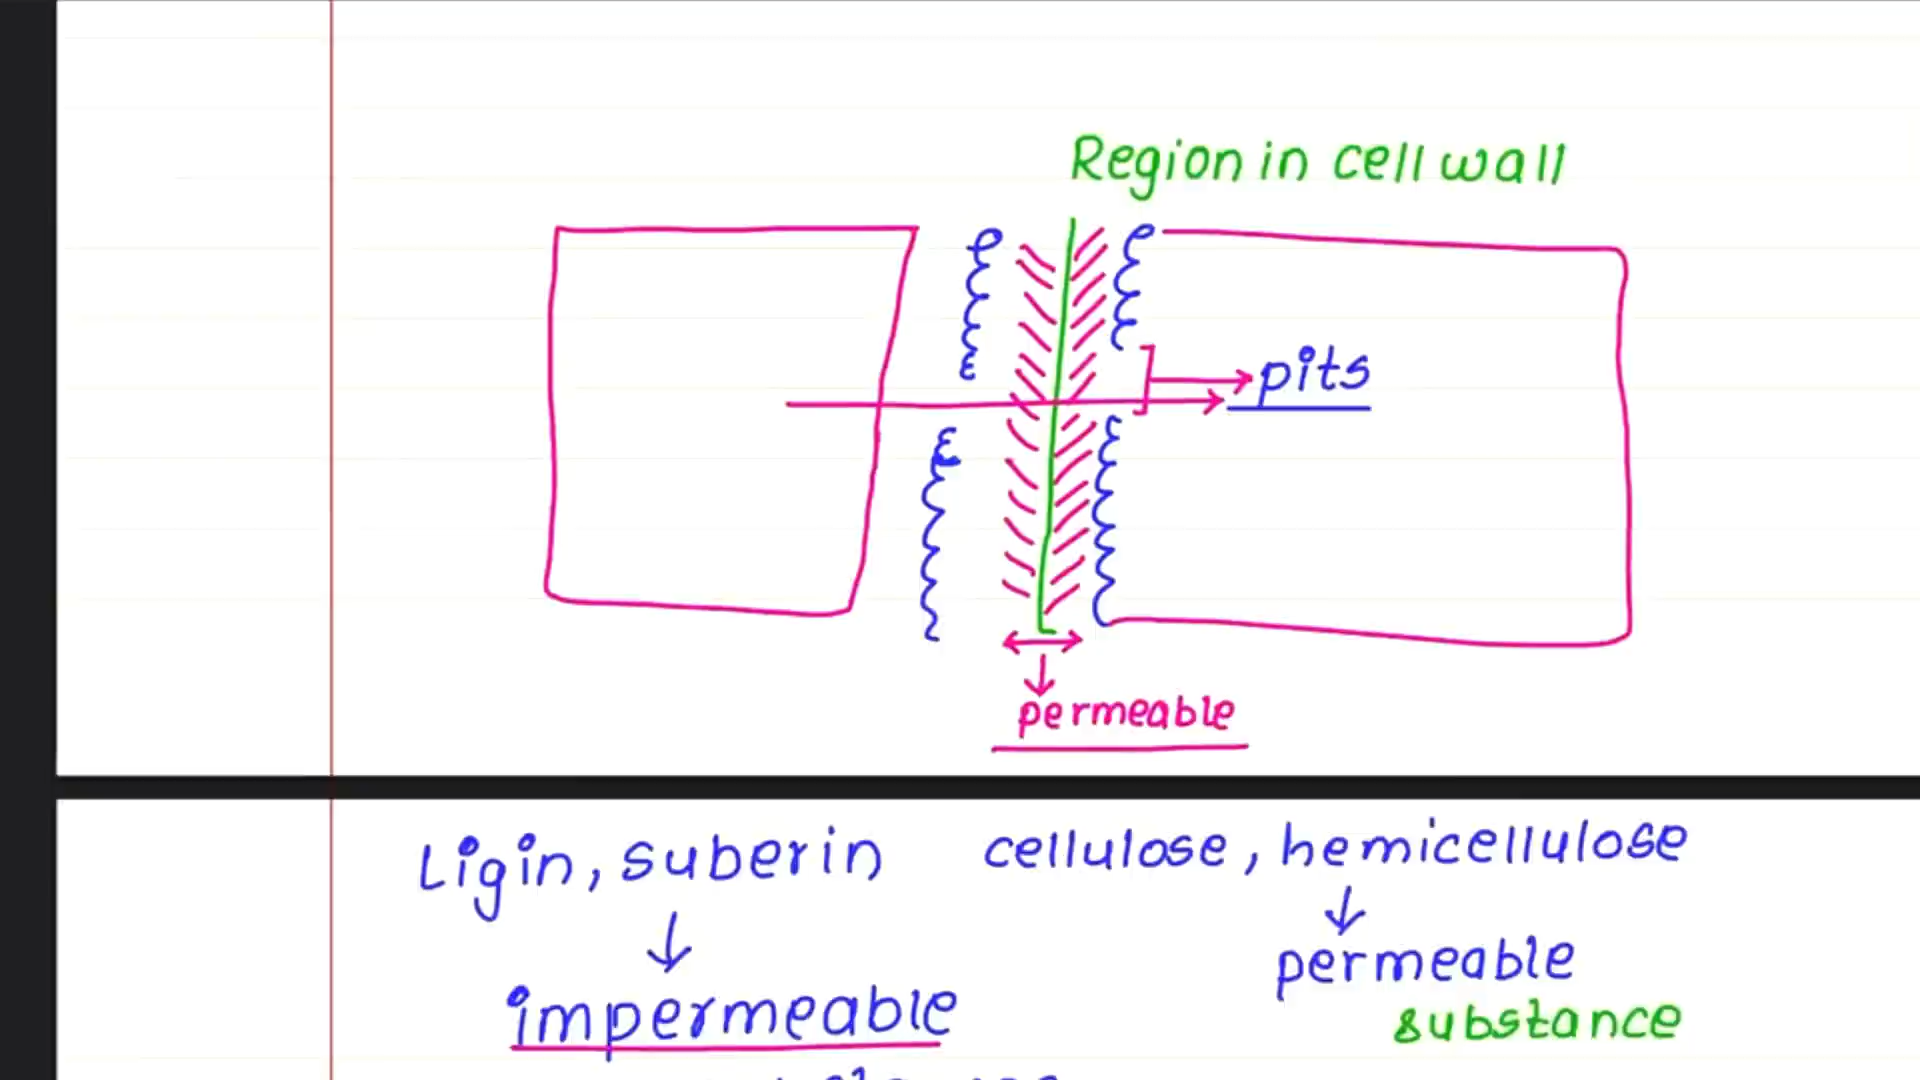 Region in cell wall
pits
permeable
Ligin, suberin cellulose, hemicellulose
permeable
impermeable substance